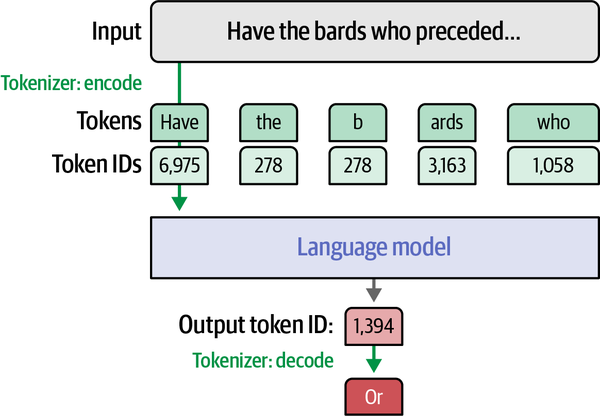 Input Have the bards who preceded...
Tokenizer: encode
Tokens Have the b ards who
Token IDs 6,975 278 278 3,163 1,058
Language model
Output token ID: 1,394
Tokenizer: decode
Or